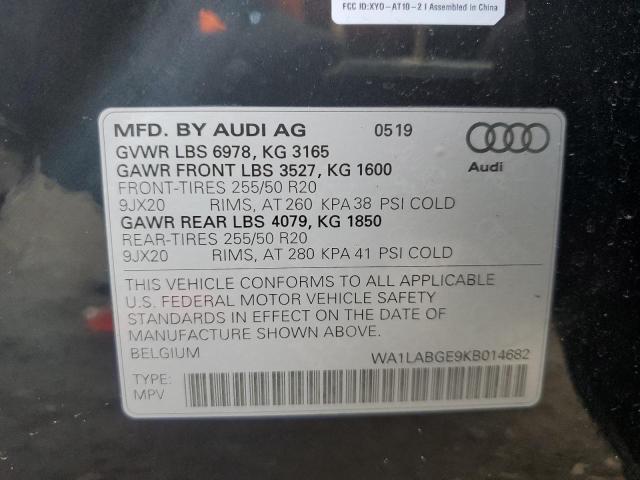 FCC ID:XYO-AT10-2 I Assembled in China
MFD. BY AUDI AG 0519
Audi
GVWR LBS 6978, KG 3165
GAWR FRONT LBS 3527, KG 1600
FRONT-TIRES 255/50 R20
9JX20 RIMS, AT 260 KPA 38 PSI COLD
GAWR REAR LBS 4079, KG 1850
REAR-TIRES 255/50 R20
9JX20 RIMS, AT 280 KPA 41 PSI COLD
THIS VEHICLE CONFORMS TO ALL APPLICABLE
U.S. FEDERAL MOTOR VEHICLE SAFETY
STANDARDS IN EFFECT ON THE DATE OF
MANUFACTURE SHOWN ABOVE.
BELGIUM WA1LABGE9KB014682
TYPE:
MPV